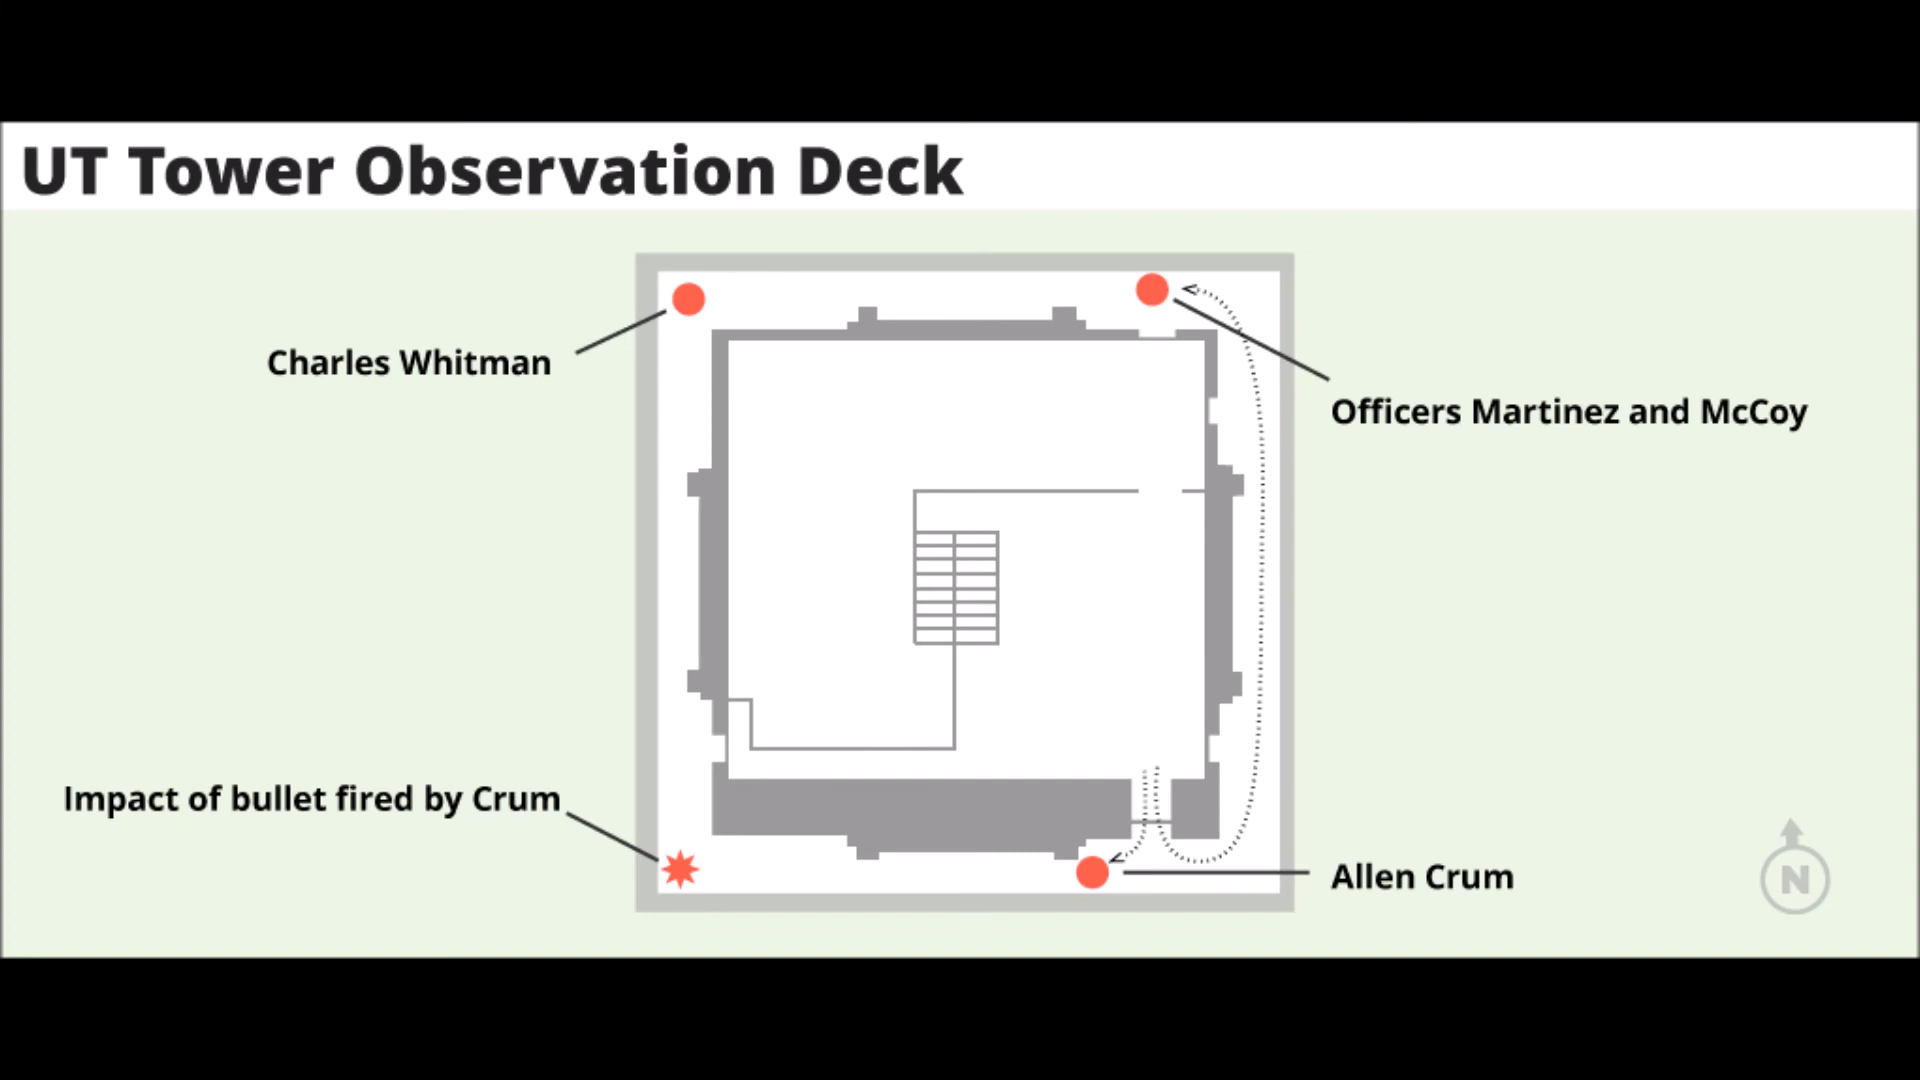 UT Tower Observation Deck
Charles Whitman
Officers Martinez and McCoy
Impact of bullet fired by Crum
Allen Crum
N